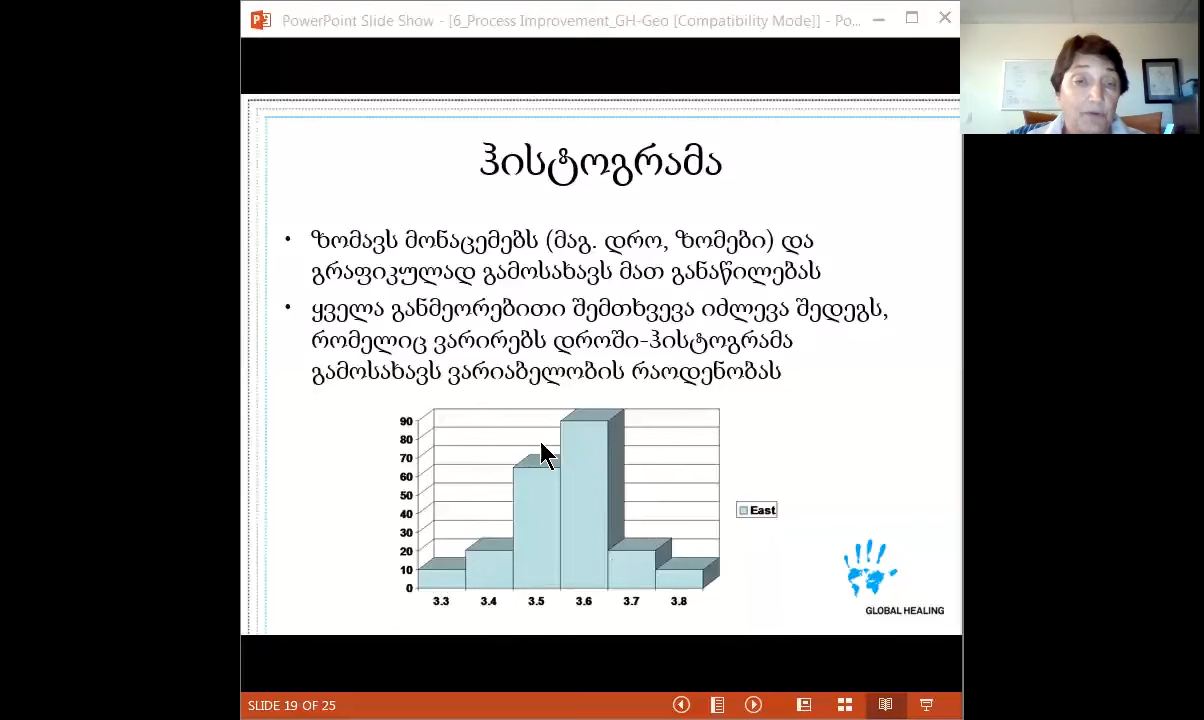 PowerPoint Slide Show - [6_Process Improvement_GH-Geo [Compatibility Mode]] - Po...
ჰისტოგრამა
• ზომავს მონაცემებს (მაგ. დრო, ზომები) და
გრაფიკულად გამოსახავს მათ განაწილებას
• ყველა განმეორებითი შემთხვევა იძლევა შედეგს,
რომელიც ვარირებს დროში-ჰისტოგრამა
გამოსახავს ვარიაბელობის რაოდენობას
90
80
70
60
50
40
30
20
10
0
3.3 3.4 3.5 3.6 3.7 3.8
East
GLOBAL HEALING
SLIDE 19 OF 25